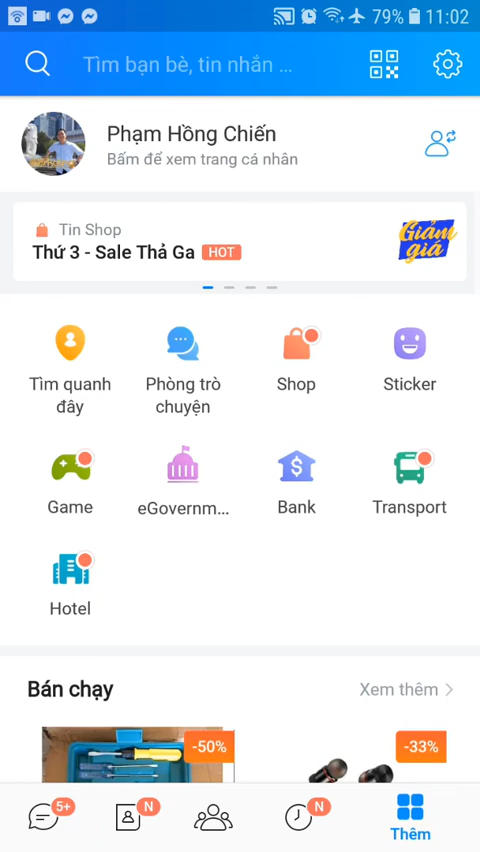 79% 11:02
Tìm bạn bè, tin nhắn ...
Phạm Hồng Chiến
Bấm để xem trang cá nhân
Tin Shop
Thứ 3 - Sale Thả Ga HOT
Giảm
giá
Tìm quanh
đây
Phòng trò
chuyện
Shop
Sticker
Game
eGovernm...
Bank
Transport
Hotel
Bán chạy
Xem thêm
-50%
-33%
5+
N
N
Thêm